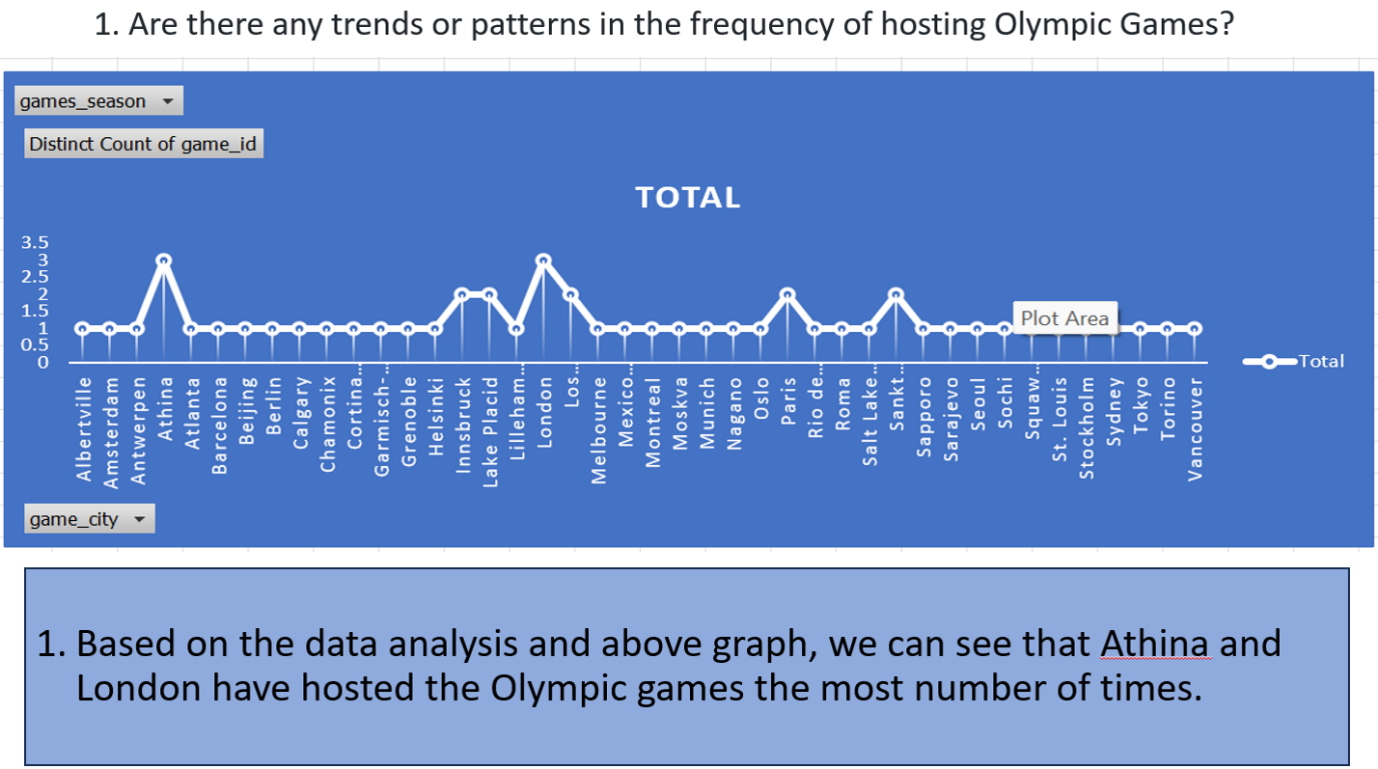 1. Are there any trends or patterns in the frequency of hosting Olympic Games?
games_season
Distinct Count of game_id
TOTAL
3.5
3
2.5
2
1.5
1
0.5
0
Plot Area
Total
Albertville
Amsterdam
Antwerpen
Athina
Atlanta
Barcelona
Beijing
Berlin
Calgary
Chamonix
Cortina…
Garmisch-…
Grenoble
Helsinki
Innsbruck
Lake Placid
Lilleham…
London
Los…
Melbourne
Mexico…
Montreal
Moskva
Munich
Nagano
Oslo
Paris
Rio de…
Roma
Salt Lake…
Sankt…
Sapporo
Sarajevo
Seoul
Sochi
Squaw…
St. Louis
Stockholm
Sydney
Tokyo
Torino
Vancouver
game_city
1. Based on the data analysis and above graph, we can see that Athina and
London have hosted the Olympic games the most number of times.